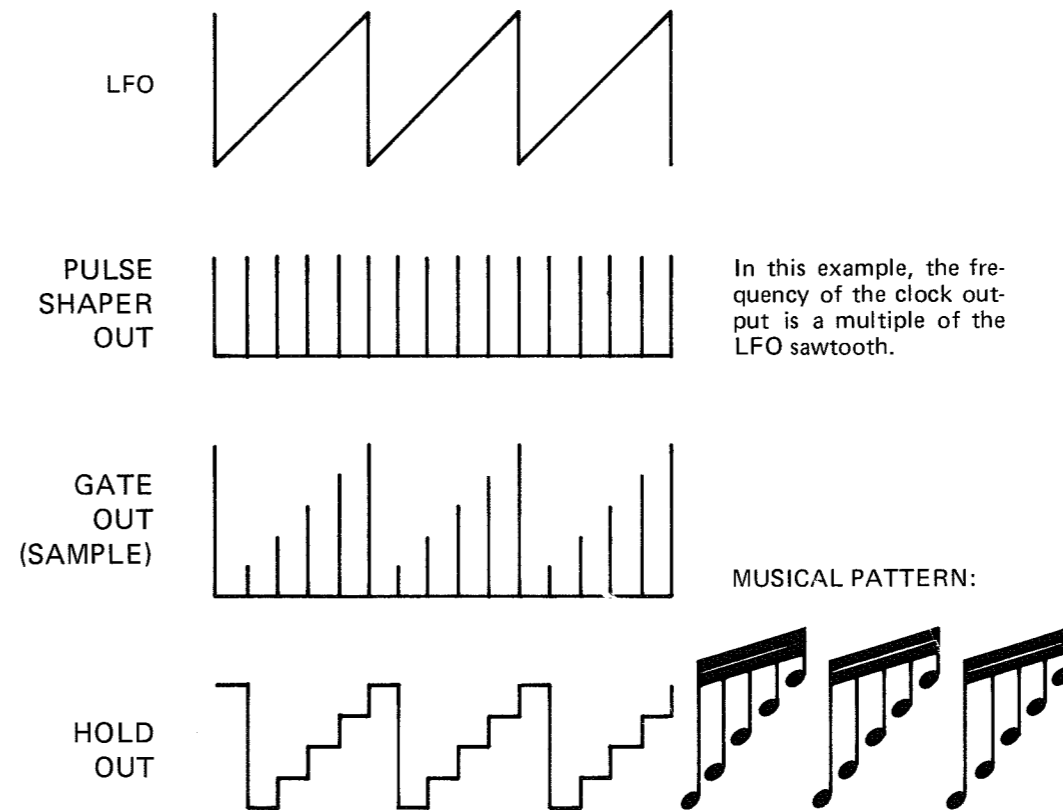 LFO
PULSE
SHAPER
OUT
In this example, the fre-
quency of the clock out-
put is a multiple of the
LFO sawtooth.
GATE
OUT
(SAMPLE)
MUSICAL PATTERN:
HOLD
OUT